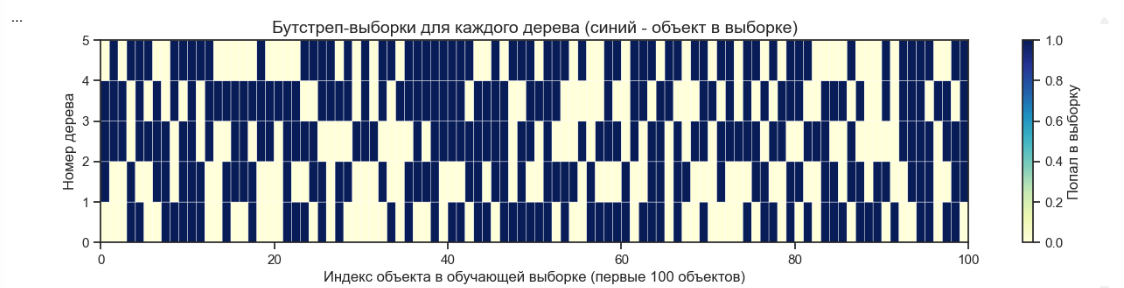 ...
Бутстреп-выборки для каждого дерева (синий - объект в выборке)
5
4
3
2
1
0
Номер дерева
0 20 40 60 80 100
Индекс объекта в обучающей выборке (первые 100 объектов)
1.0
0.8
0.6
0.4
0.2
0.0
Попал в выборку